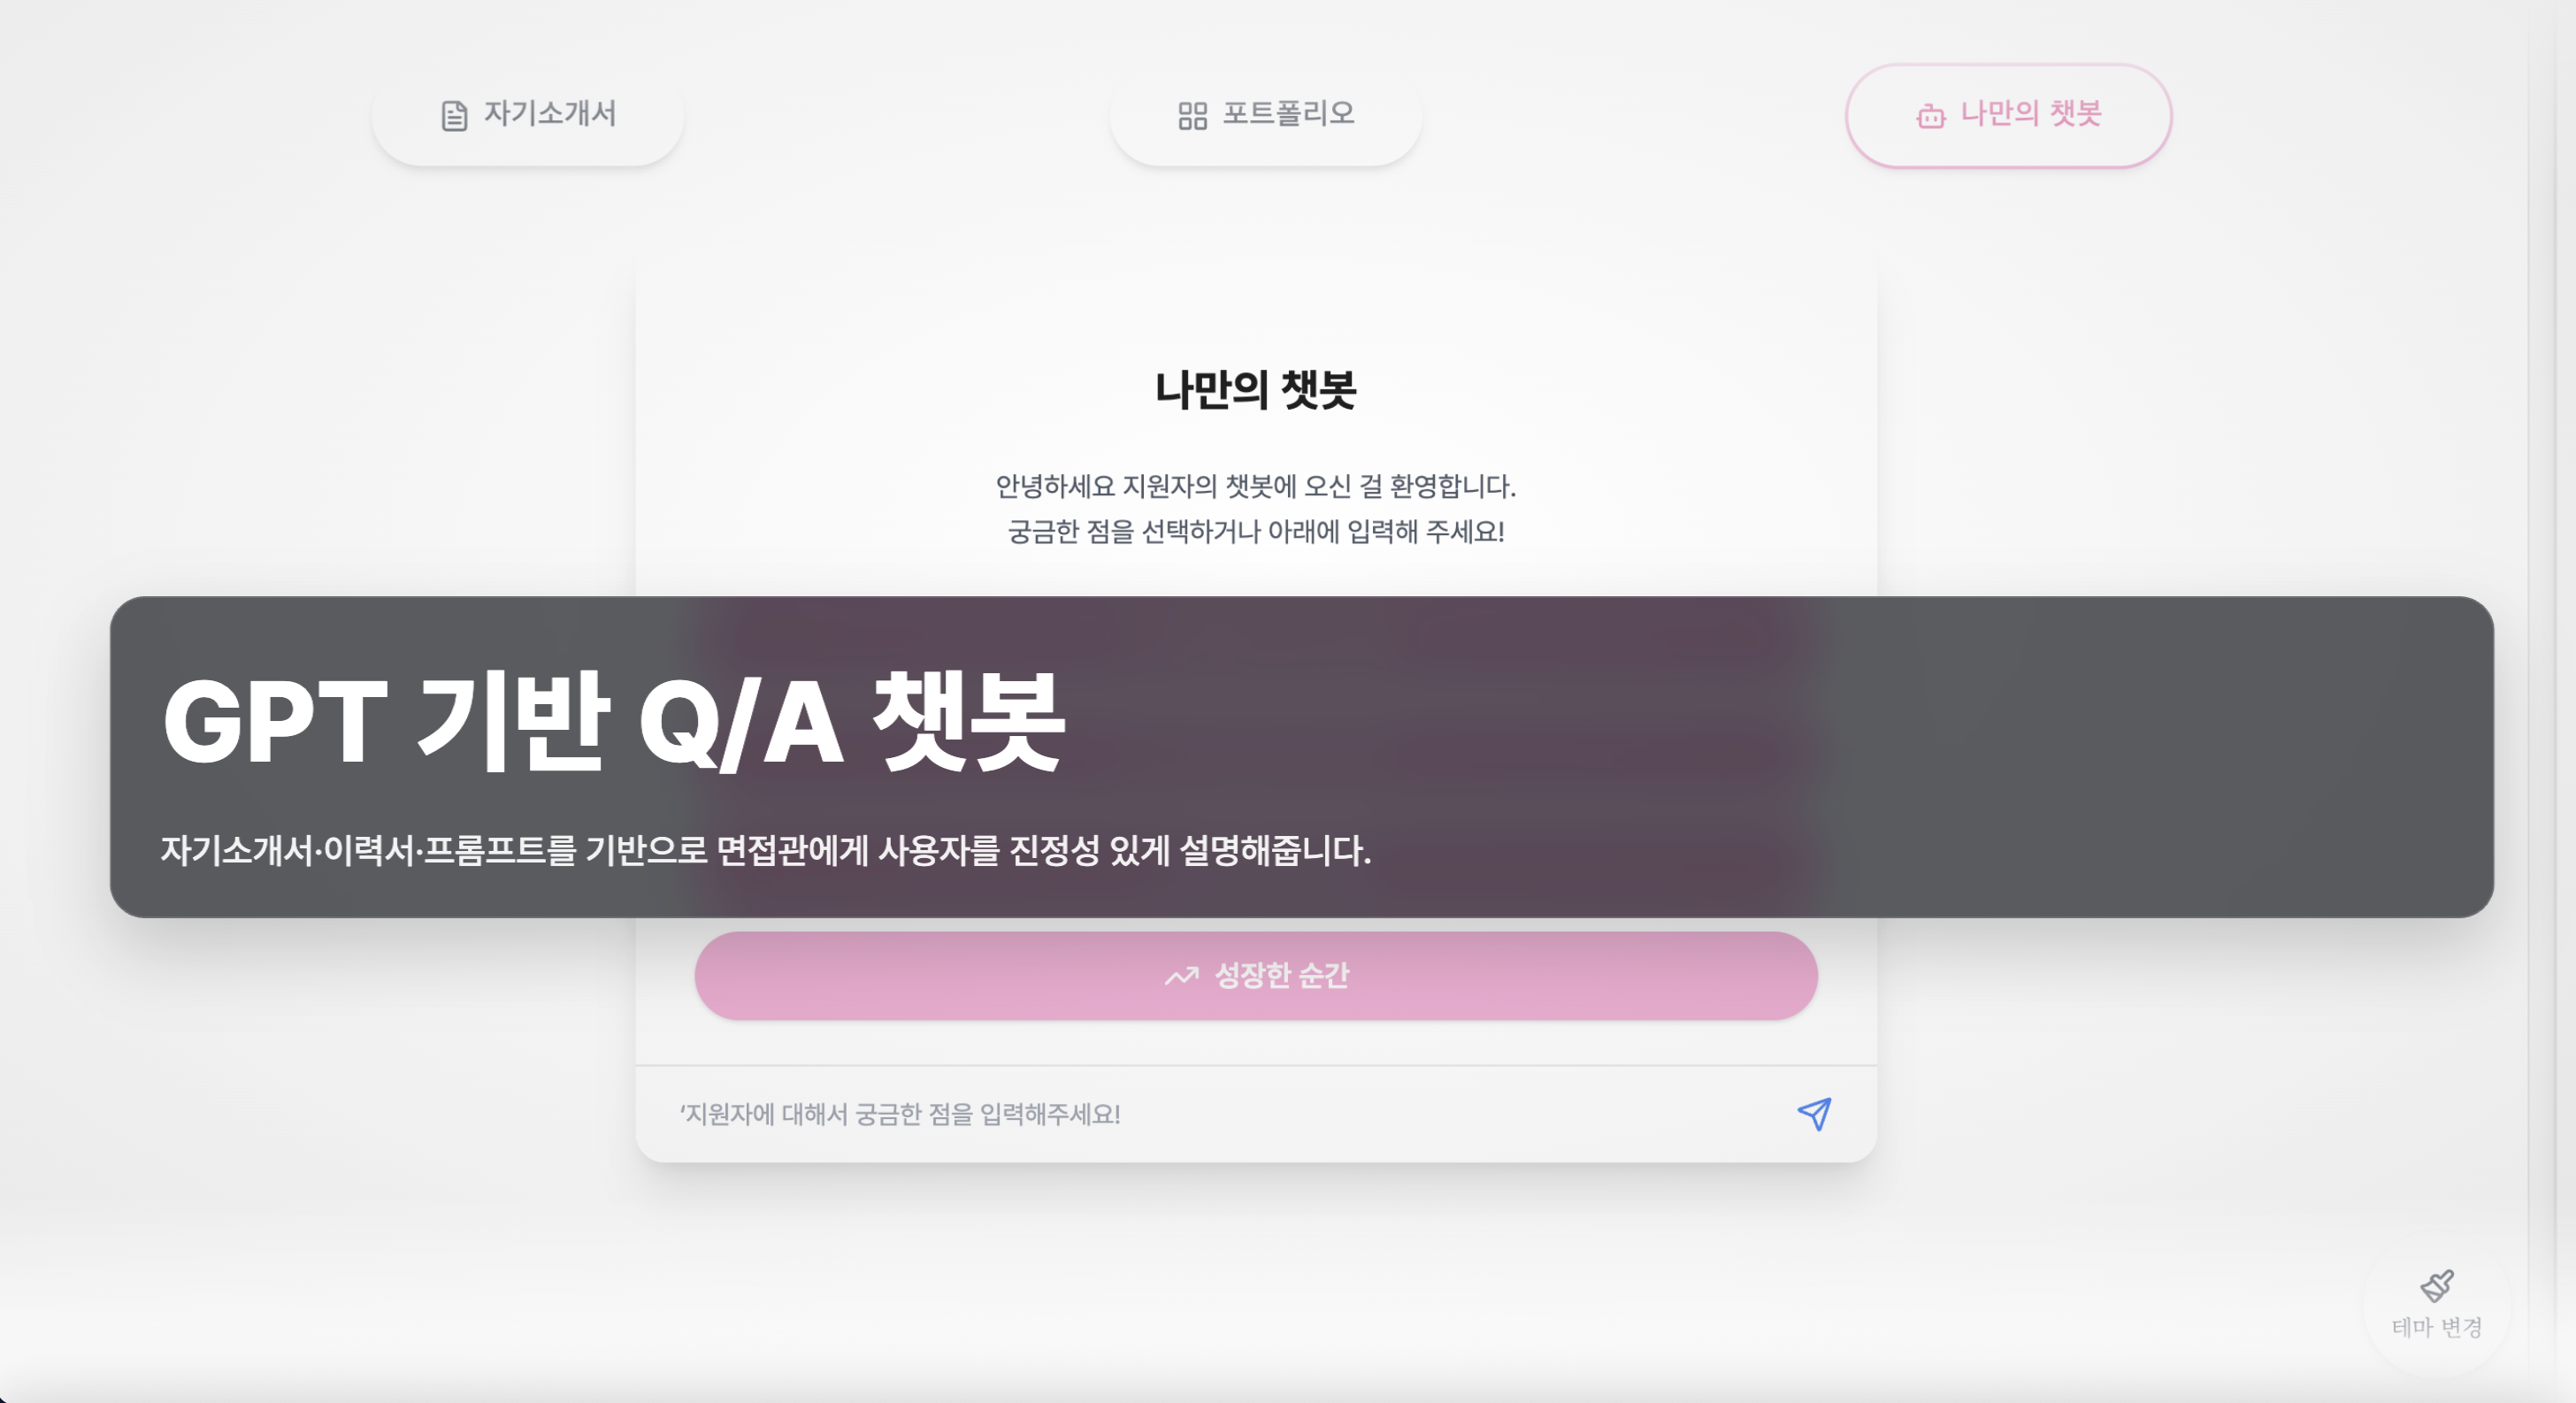 자기소개서
포트폴리오
나만의 챗봇
나만의 챗봇
안녕하세요 지원자의 챗봇에 오신 걸 환영합니다.
궁금한 점을 선택하거나 아래에 입력해 주세요!
GPT 기반 Q/A 챗봇
자기소개서·이력서·프롬프트를 기반으로 면접관에게 사용자를 진정성 있게 설명해줍니다.
성장한 순간
‘지원자에 대해서 궁금한 점을 입력해주세요!
테마 변경